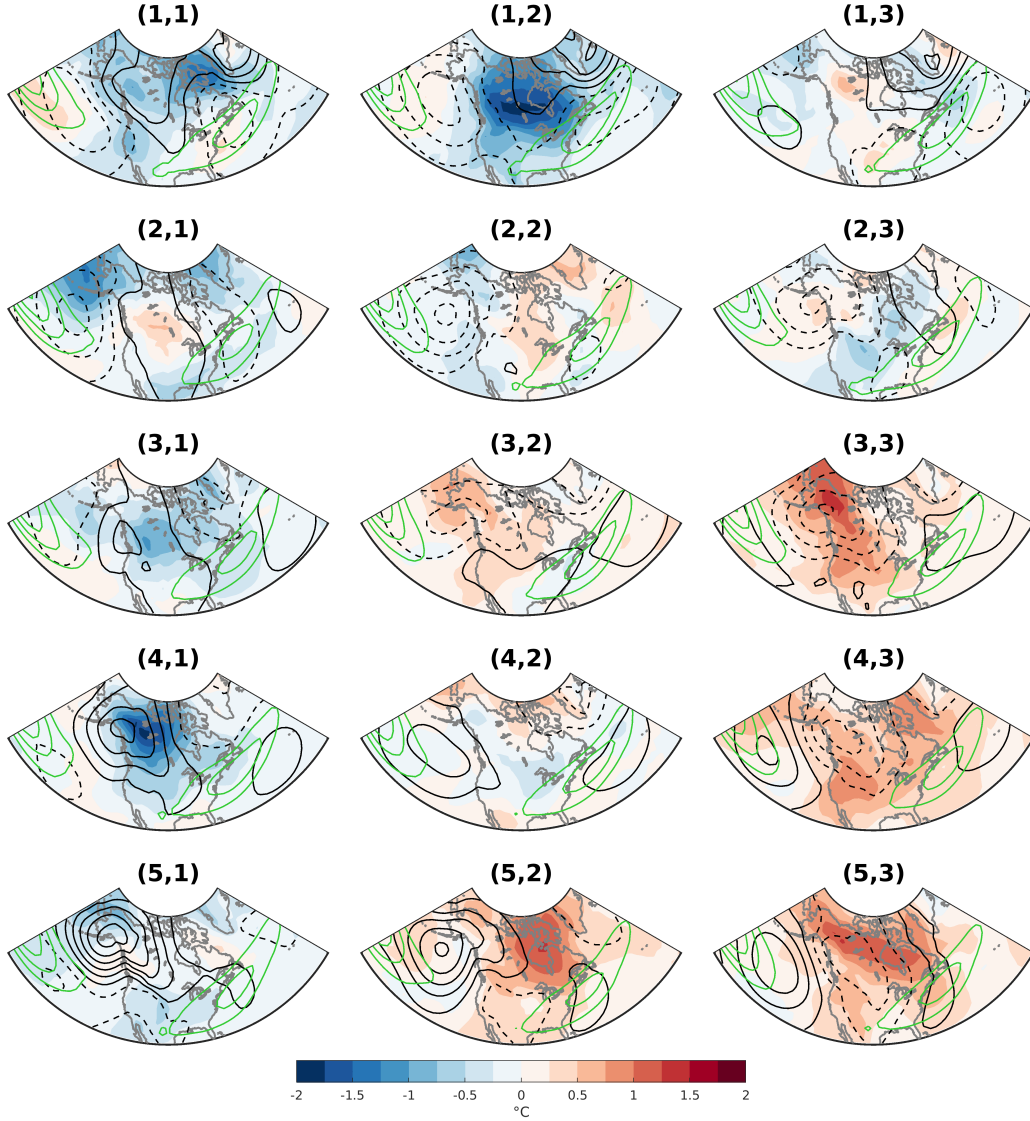 (1,1) (1,2) (1,3)
(2,1) (2,2) (2,3)
(3,1) (3,2) (3,3)
(4,1) (4,2) (4,3)
(5,1) (5,2) (5,3)
-2 -1.5 -1 -0.5 0 0.5 1 1.5 2
°C